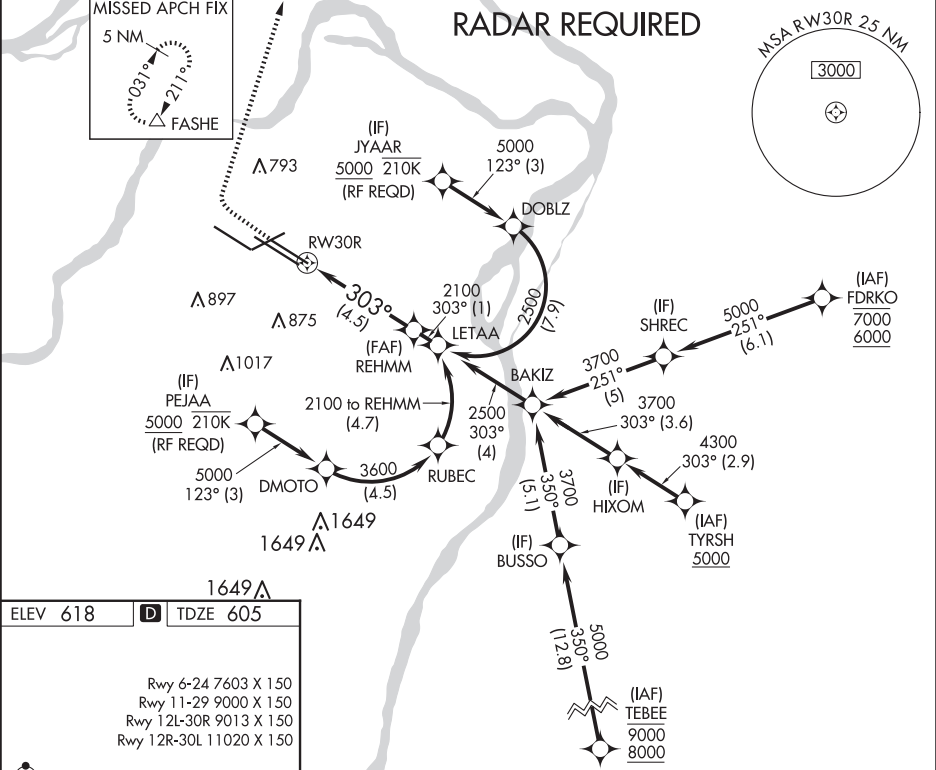 MISSED APCH FIX
5 NM
031°
211°
FASHE
RADAR REQUIRED
MSA RW30R 25 NM
3000
793
(IF)
JYAAR
5000 210K
(RF REQD)
5000
123° (3)
DOBLZ
RW30R
303°
(4.5)
2100
303° (1)
2500
(7.9)
LETAA
(FAF)
REHMM
897
875
1017
(IF)
SHREC
5000
251°
(6.1)
(IAF)
FDRKO
7000
6000
3700
251°
(5)
BAKIZ
(IF)
PEJAA
5000 210K
(RF REQD)
5000
123° (3)
DMOTO
2100 to REHMM
(4.7)
3600
(4.5)
RUBEC
2500
303°
(4)
3700
303° (3.6)
4300
303° (2.9)
(IF)
HIXOM
(IAF)
TYRSH
5000
3700
350°
(5.1)
(IF)
BUSSO
1649
1649
1649
5000
350°
(12.8)
(IAF)
TEBEE
9000
8000
ELEV 618 D TDZE 605
Rwy 6-24 7603 X 150
Rwy 11-29 9000 X 150
Rwy 12L-30R 9013 X 150
Rwy 12R-30L 11020 X 150